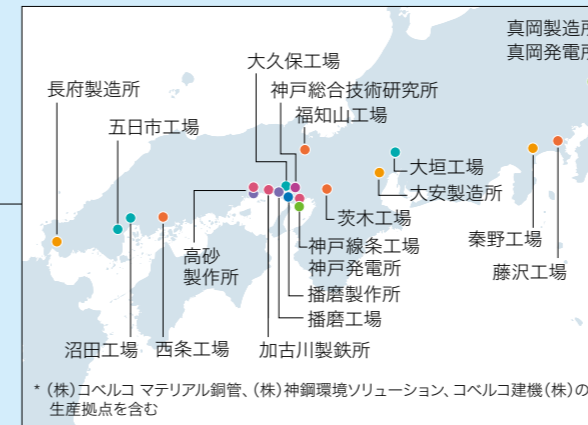 真岡製造所
真岡発電所
大久保工場
神戸総合技術研究所
福知山工場
長府製造所
五日市工場
大垣工場
大安製造所
茨木工場
秦野工場
藤沢工場
高砂
製作所
神戸線条工場
神戸発電所
播磨製作所
播磨工場
沼田工場
西条工場
加古川製鉄所
* (株)コベルコ マテリアル銅管、(株)神鋼環境ソリューション、コベルコ建機(株)の
生産拠点を含む